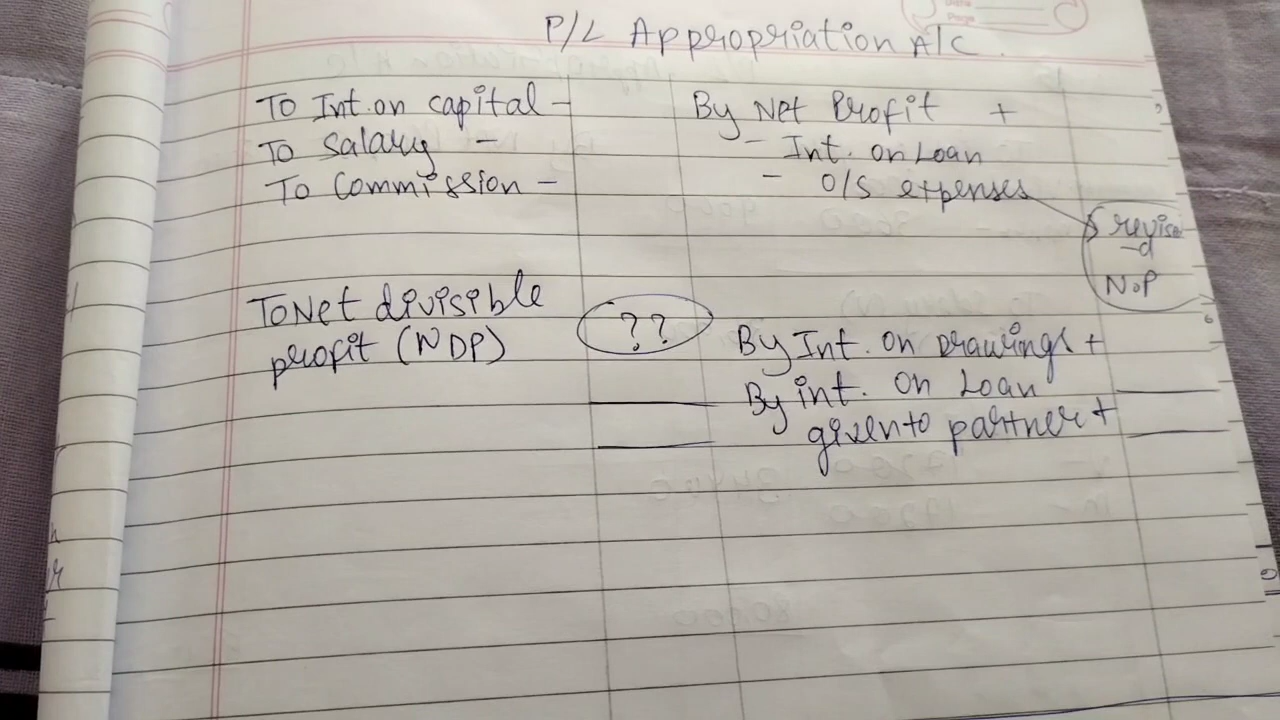 P/L Appropriation A/C
To Int. on capital -
To salary -
To Commission -
To Net divisible
profit (NDP)
??
By Net Profit +
- Int. on Loan
- O/S expenses
revise
-d
N.P
By Int. on Drawings +
By int. on Loan
given to partner +